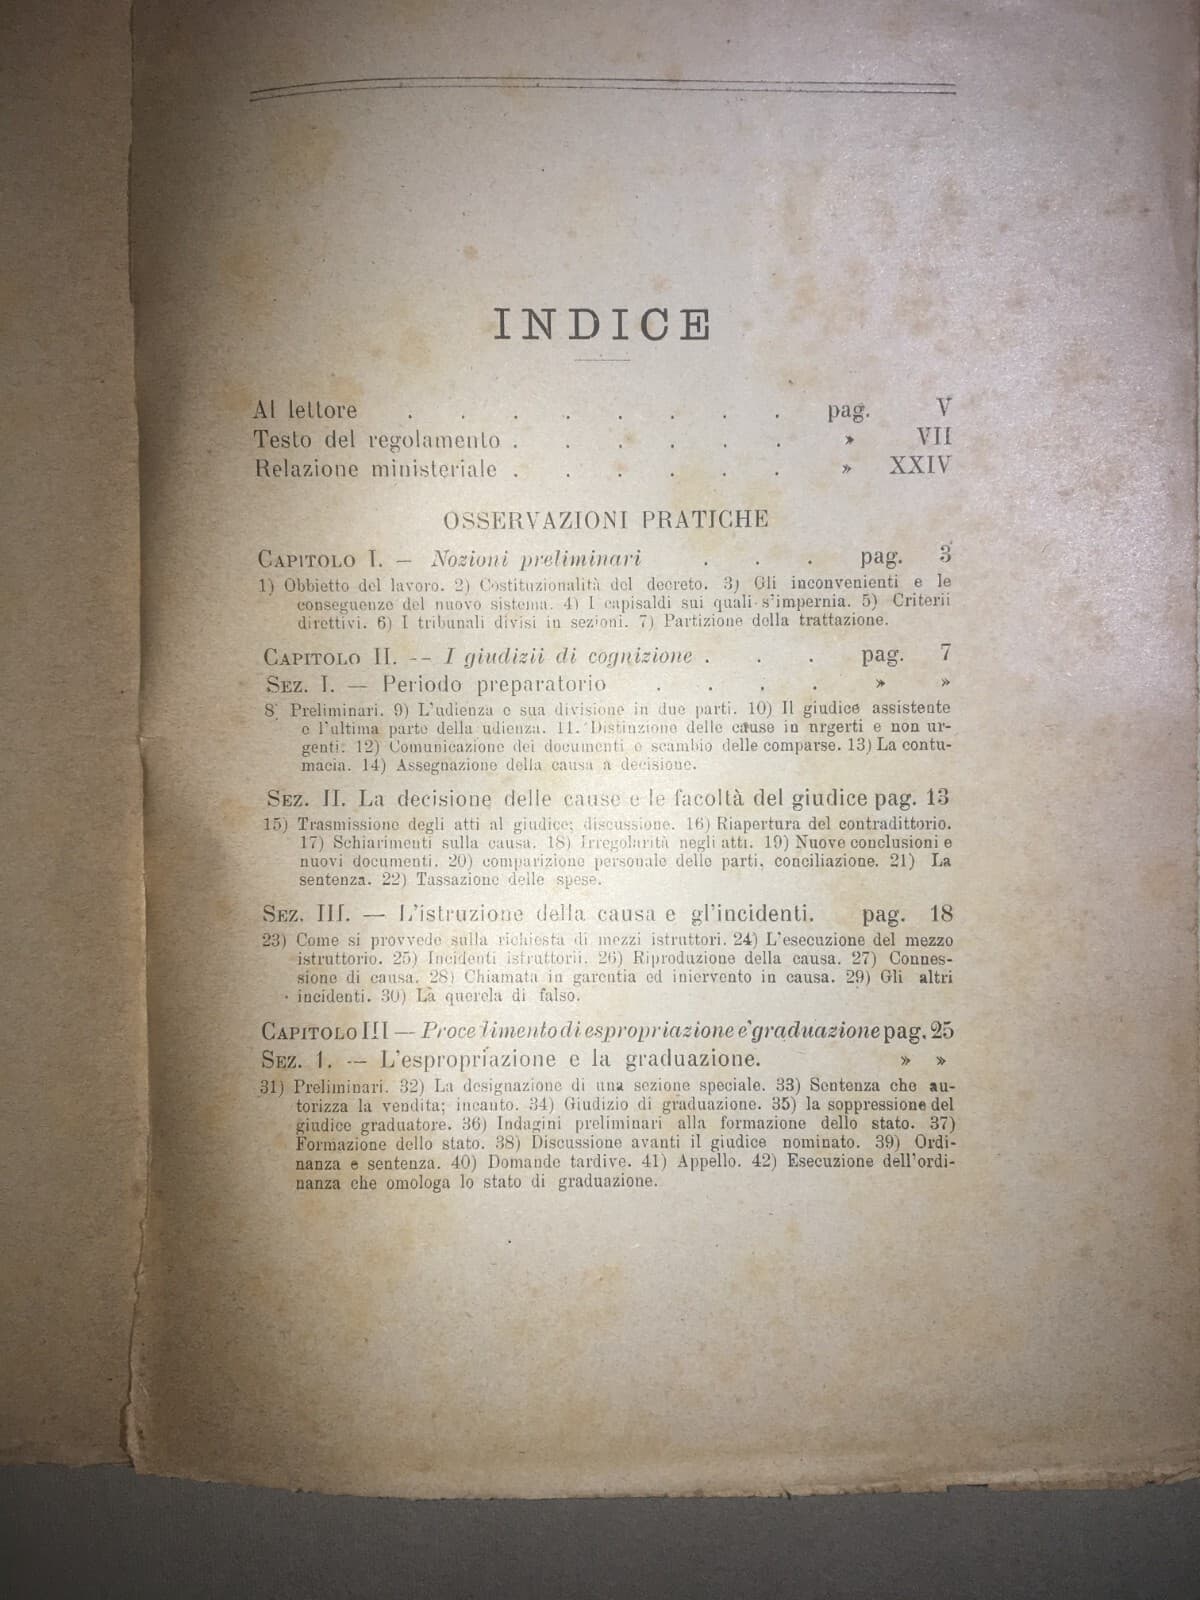 INDICE
Al lettore . . . . . . . . pag. V
Testo del regolamento . . . . . . » VII
Relazione ministeriale . . . . . . » XXIV
OSSERVAZIONI PRATICHE
CAPITOLO I. — Nozioni preliminari . . . pag. 3
1) Obbietto del lavoro. 2) Costituzionalità del decreto. 3) Gli inconvenienti e le
conseguenze del nuovo sistema. 4) I capisaldi sui quali s'impernia. 5) Criterii
direttivi. 6) I tribunali divisi in sezioni. 7) Partizione della trattazione.
CAPITOLO II. -- I giudizii di cognizione . . . pag. 7
SEZ. I. — Periodo preparatorio . . . . » »
8) Preliminari. 9) L'udienza e sua divisione in due parti. 10) Il giudice assistente
e l'ultima parte della udienza. 11. Distinzione delle cause in nrgerti e non ur-
genti. 12) Comunicazione dei documenti e scambio delle comparse. 13) La contu-
macia. 14) Assegnazione della causa a decisione.
SEZ. II. La decisione delle cause e le facoltà del giudice pag. 13
15) Trasmissione degli atti al giudice; discussione. 16) Riapertura del contradittorio.
17) Schiarimenti sulla causa. 18) Irregolarità negli atti. 19) Nuove conclusioni e
nuovi documenti. 20) comparizione personale delle parti, conciliazione. 21) La
sentenza. 22) Tassazione delle spese.
SEZ. III. — L'istruzione della causa e gl'incidenti. pag. 18
23) Come si provvede sulla richiesta di mezzi istruttori. 24) L'esecuzione del mezzo
istruttorio. 25) Incidenti istruttorii. 26) Riproduzione della causa. 27) Connes-
sione di causa. 28) Chiamata in garentia ed iniervento in causa. 29) Gli altri
incidenti. 30) La querela di falso.
CAPITOLO III — Procedimento di espropriazione e graduazione pag. 25
SEZ. I. -- L'espropriazione e la graduazione. » »
31) Preliminari. 32) La designazione di una sezione speciale. 33) Sentenza che au-
torizza la vendita; incanto. 34) Giudizio di graduazione. 35) la soppressione del
giudice graduatore. 36) Indagini preliminari alla formazione dello stato. 37)
Formazione dello stato. 38) Discussione avanti il giudice nominato. 39) Ordi-
nanza e sentenza. 40) Domande tardive. 41) Appello. 42) Esecuzione dell'ordi-
nanza che omologa lo stato di graduazione.